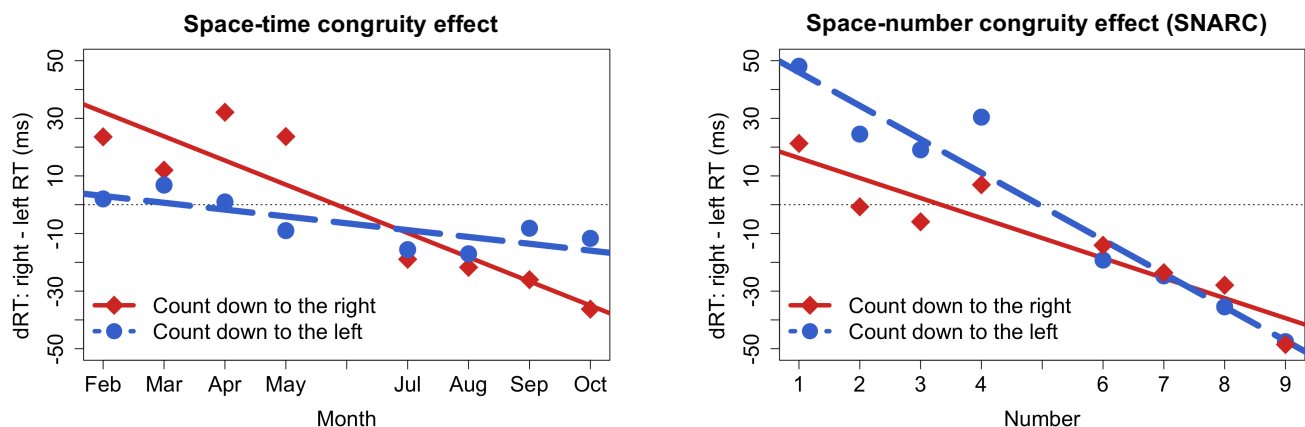 Space-time congruity effect
dRT: right - left RT (ms)
50
30
10
-10
-30
-50
Count down to the right
Count down to the left
Feb Mar Apr May Jul Aug Sep Oct
Month
Space-number congruity effect (SNARC)
dRT: right - left RT (ms)
50
30
10
-10
-30
-50
Count down to the right
Count down to the left
1 2 3 4 6 7 8 9
Number